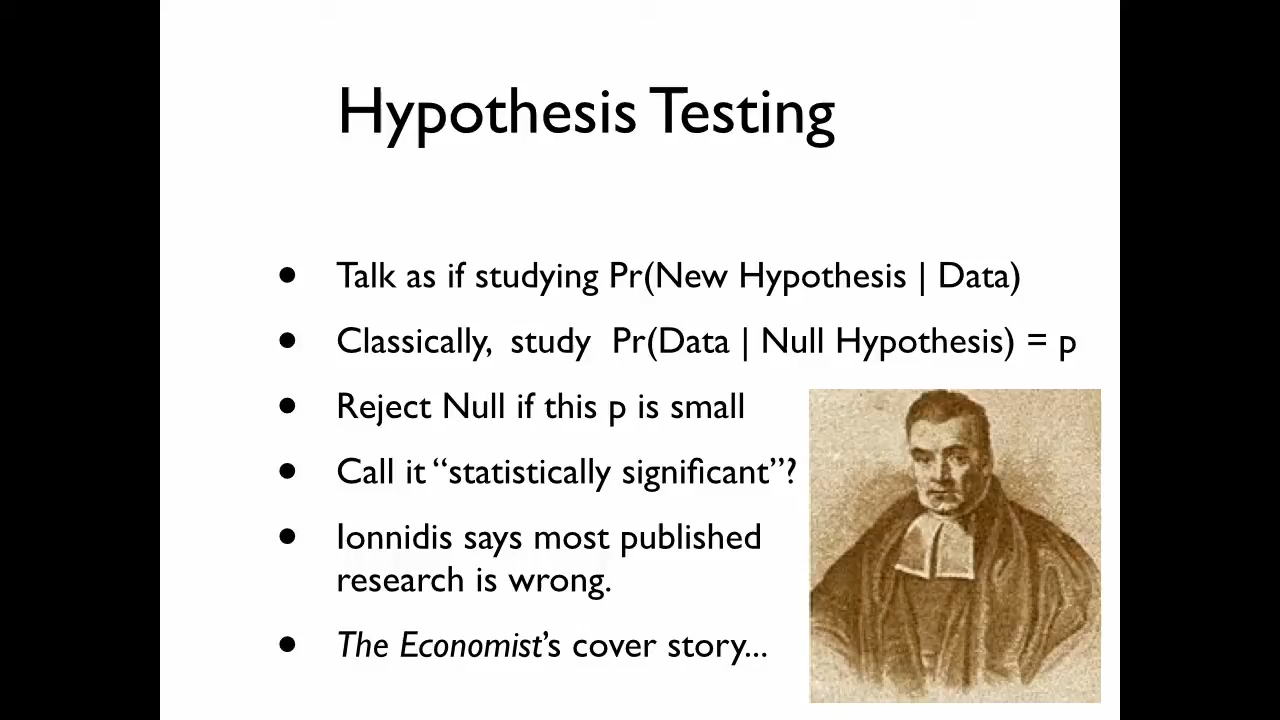 Hypothesis Testing
• Talk as if studying Pr(New Hypothesis | Data)
• Classically, study Pr(Data | Null Hypothesis) = p
• Reject Null if this p is small
• Call it “statistically significant”?
• Ionnidis says most published
research is wrong.
• The Economist’s cover story...